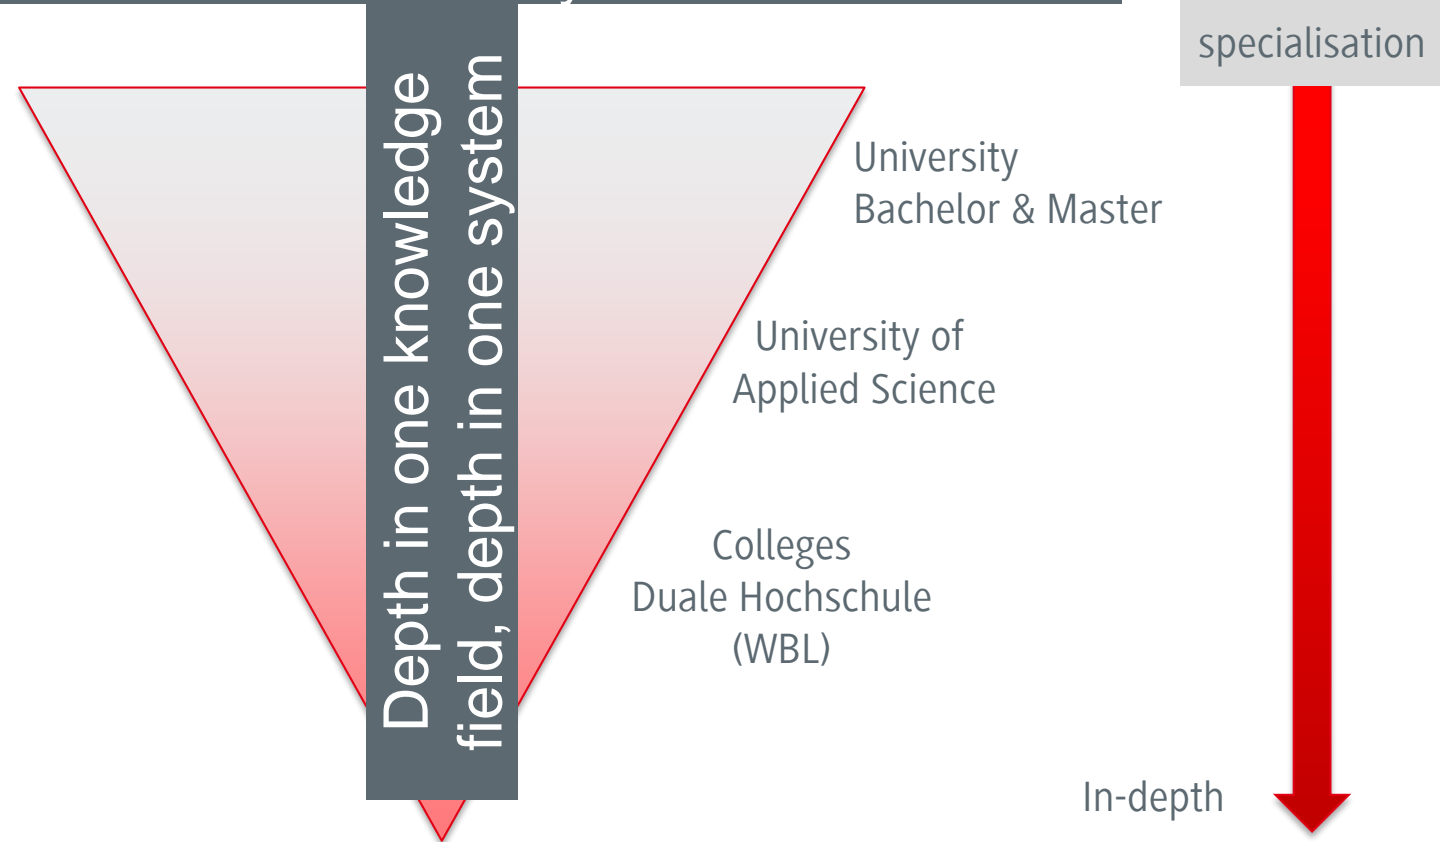 specialisation
Depth in one knowledge
field, depth in one system
University
Bachelor & Master
University of
Applied Science
Colleges
Duale Hochschule
(WBL)
In-depth